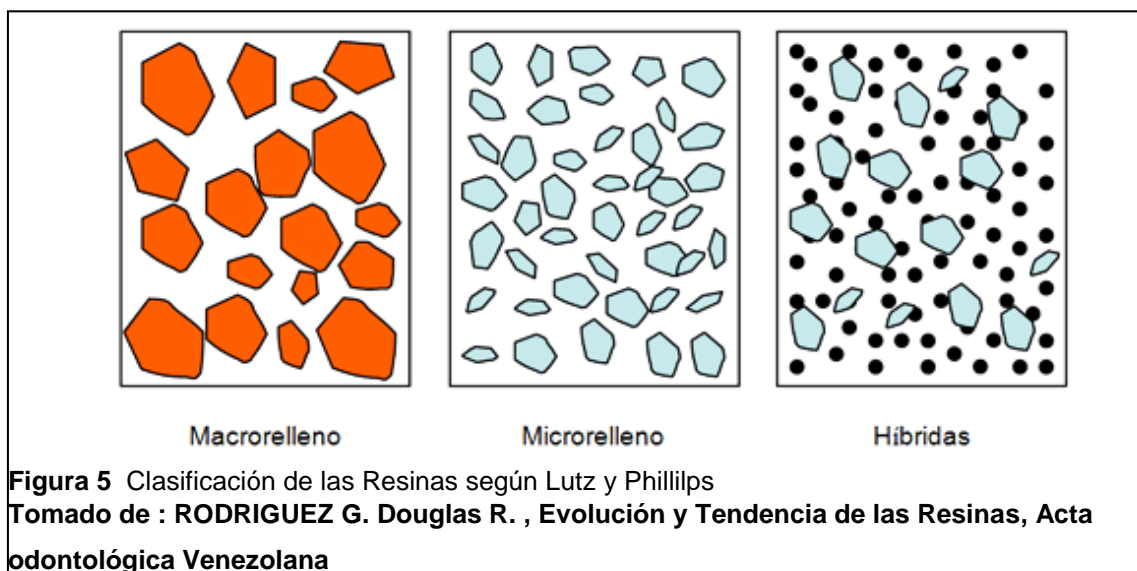 Macrorelleno Microrelleno Híbridas
Figura 5 Clasificación de las Resinas según Lutz y Phillilps
Tomado de : RODRIGUEZ G. Douglas R. , Evolución y Tendencia de las Resinas, Acta
odontológica Venezolana